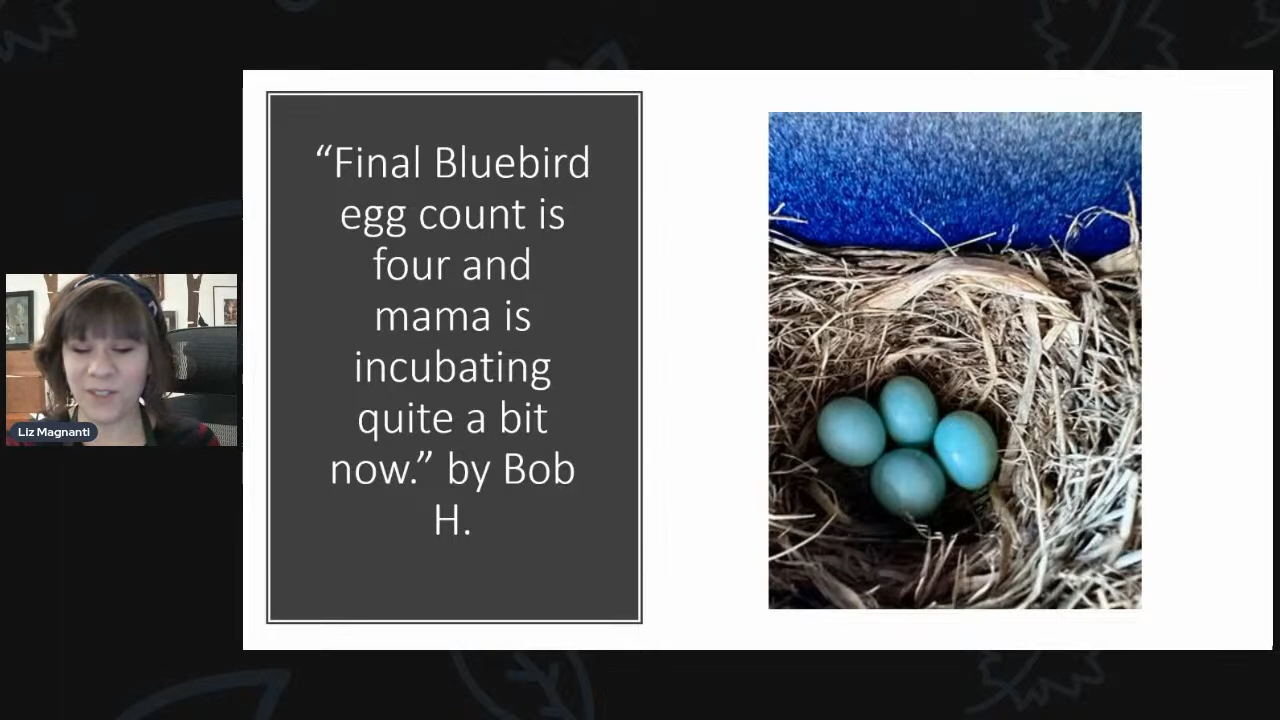 “Final Bluebird
egg count is
four and
mama is
incubating
quite a bit
now.” by Bob
H.
Liz Magnanti